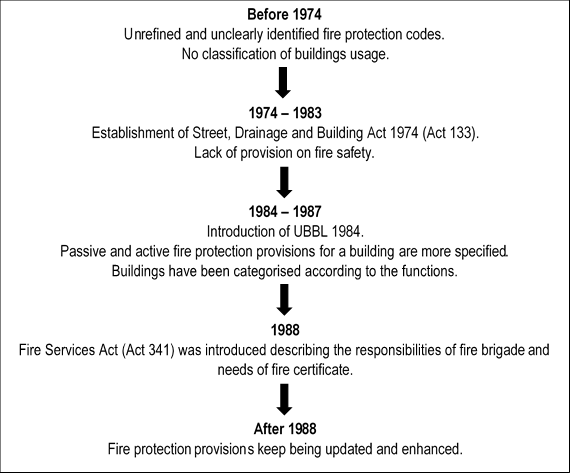 Before 1974
Unrefined and unclearly identified fire protection codes.
No classification of buildings usage.
1974 – 1983
Establishment of Street, Drainage and Building Act 1974 (Act 133).
Lack of provision on fire safety.
1984 – 1987
Introduction of UBBL 1984.
Passive and active fire protection provisions for a building are more specified.
Buildings have been categorised according to the functions.
1988
Fire Services Act (Act 341) was introduced describing the responsibilities of fire brigade and
needs of fire certificate.
After 1988
Fire protection provisions keep being updated and enhanced.